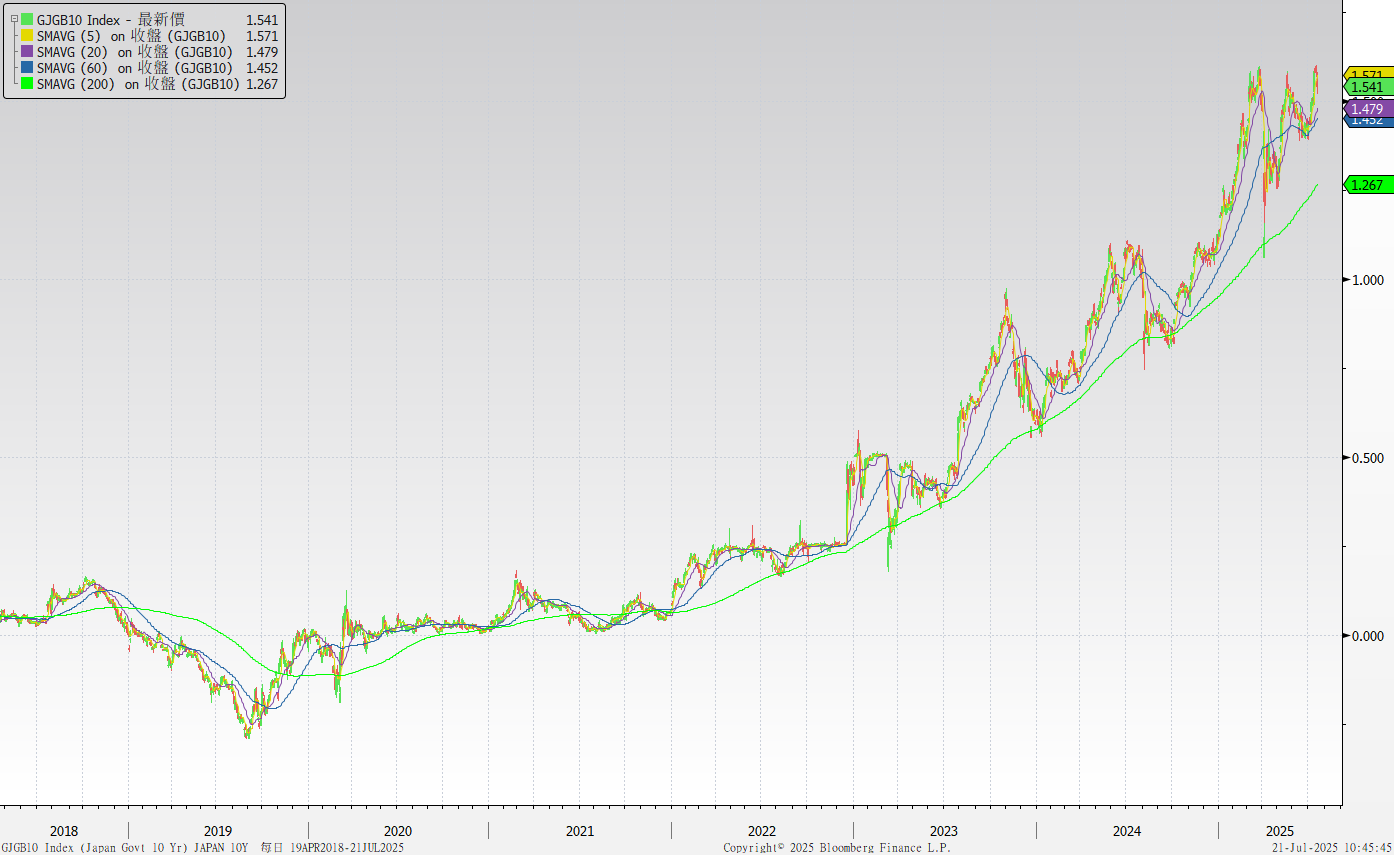 GJGB10 Index - 最新價 1.541
SMAVG (5) on 收盤 (GJGB10) 1.571
SMAVG (20) on 收盤 (GJGB10) 1.479
SMAVG (60) on 收盤 (GJGB10) 1.452
SMAVG (200) on 收盤 (GJGB10) 1.267
1.571
1.541
1.479
1.452
1.267
1.000
0.500
0.000
2018 2019 2020 2021 2022 2023 2024 2025
GJGB10 Index (Japan Govt 10 Yr) JAPAN 10Y 每日 19APR2018-21JUL2025 Copyright© 2025 Bloomberg Finance L.P. 21-Jul-2025 10:45:45